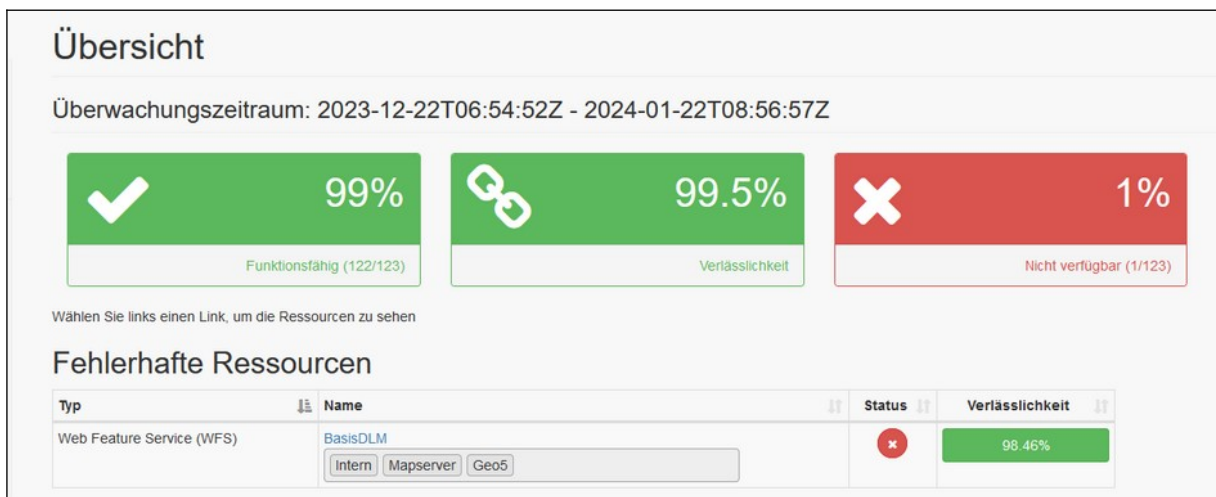 Übersicht
Überwachungszeitraum: 2023-12-22T06:54:52Z - 2024-01-22T08:56:57Z
99%
Funktionsfähig (122/123)
99.5%
Verlässlichkeit
1%
Nicht verfügbar (1/123)
Wählen Sie links einen Link, um die Ressourcen zu sehen
Fehlerhafte Ressourcen
Typ Name Status Verlässlichkeit
Web Feature Service (WFS) BasisDLM 98.46%
Intern Mapserver Geo5